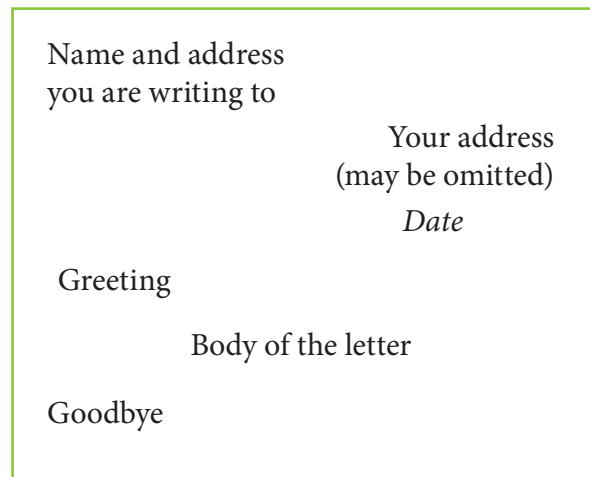 Name and address
you are writing to
Your address
(may be omitted)
Date
Greeting
Body of the letter
Goodbye